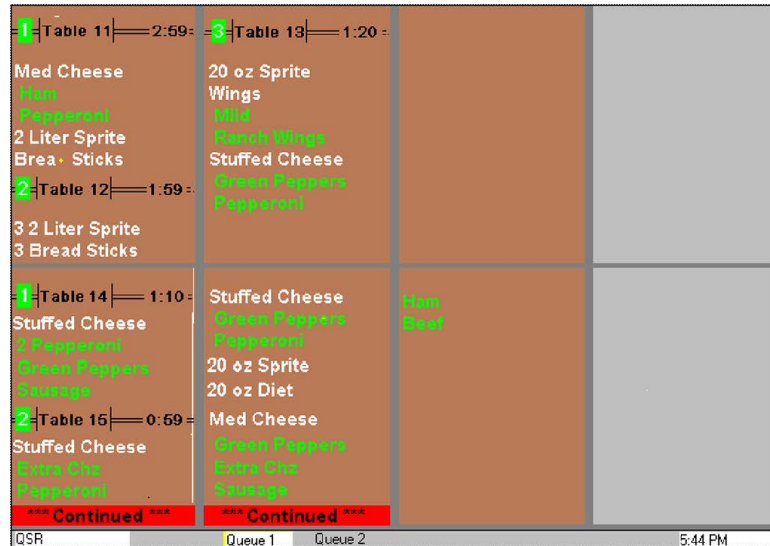 1 Table 11 2:59
Med Cheese
Ham
Pepperoni
2 Liter Sprite
Brea Sticks
2 Table 12 1:59
3 2 Liter Sprite
3 Bread Sticks
3 Table 13 1:20
20 oz Sprite
Wings
Mild
Ranch Wings
Stuffed Cheese
Green Peppers
Pepperoni
1 Table 14 1:10
Stuffed Cheese
2 Pepperoni
Green Peppers
Sausage
2 Table 15 0:59
Stuffed Cheese
Extra Chz
Pepperoni
*** Continued ***
Stuffed Cheese
Green Peppers
Pepperoni
20 oz Sprite
20 oz Diet
Med Cheese
Green Peppers
Extra Chz
Sausage
*** Continued ***
Ham
Beef
QSR Queue 1 Queue 2 5:44 PM